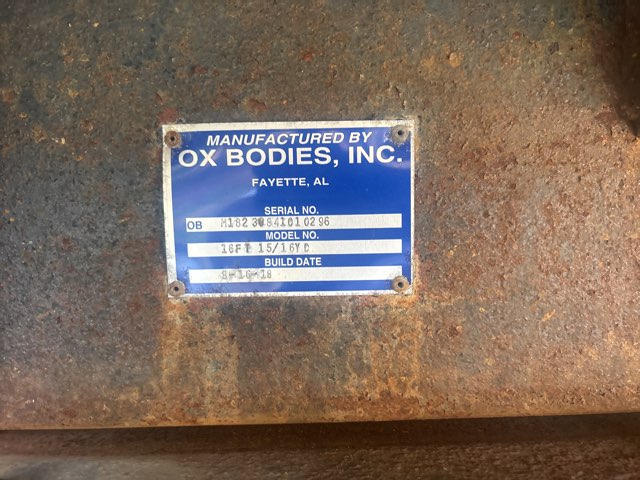 MANUFACTURED BY
OX BODIES, INC.
FAYETTE, AL
SERIAL NO.
OB
MODEL NO.
16FT 15/16YD
BUILD DATE